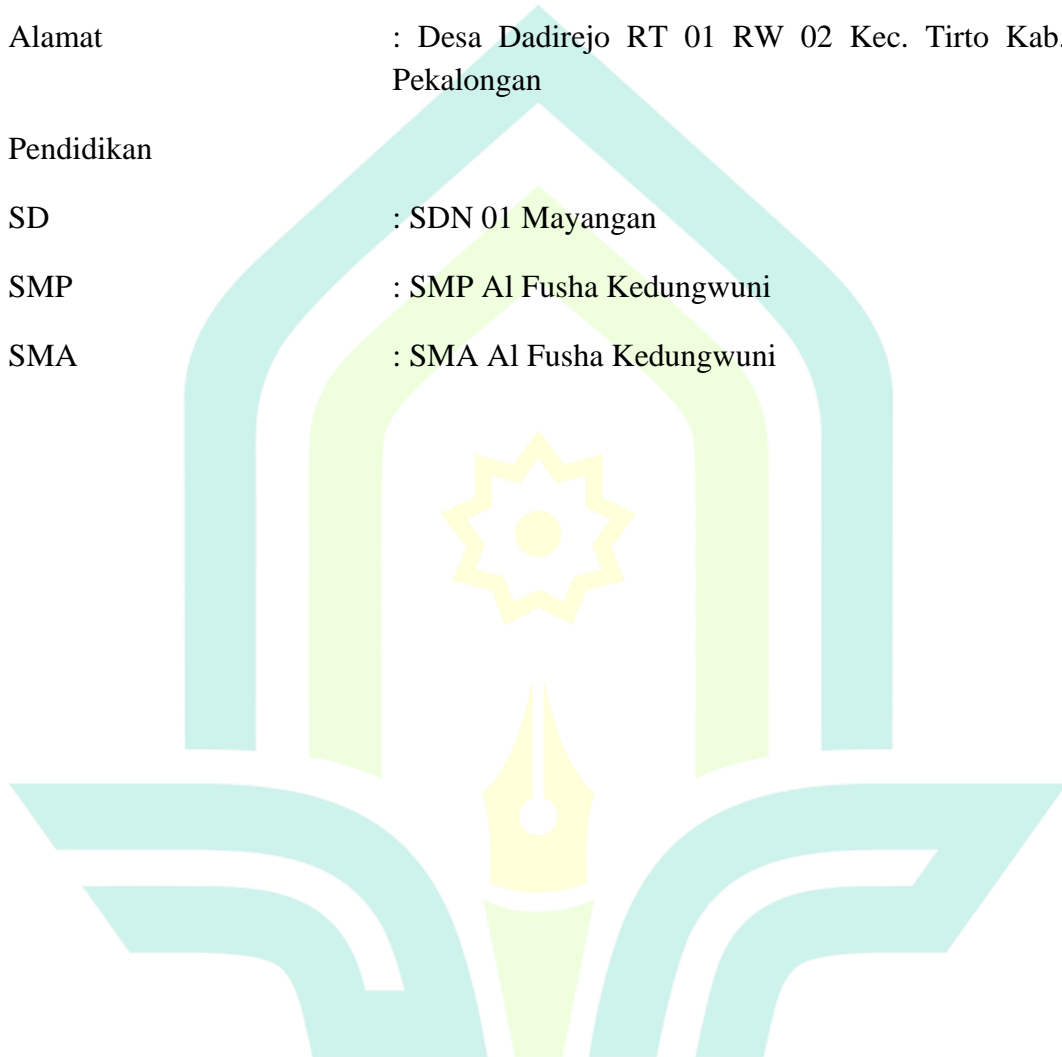 Alamat : Desa Dadirejo RT 01 RW 02 Kec. Tirto Kab.
Pekalongan
Pendidikan
SD : SDN 01 Mayangan
SMP : SMP Al Fusha Kedungwuni
SMA : SMA Al Fusha Kedungwuni